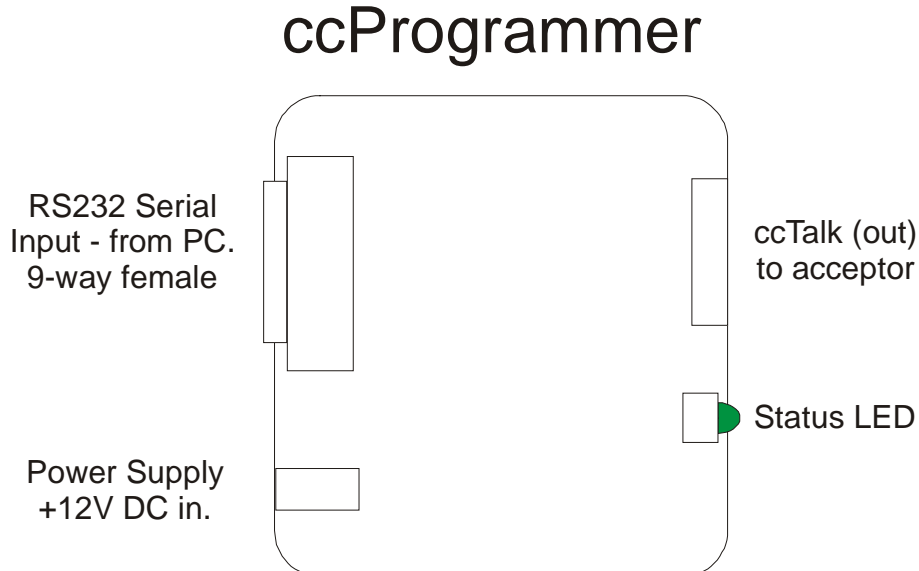 ccProgrammer
RS232 Serial
Input - from PC.
9-way female
ccTalk (out)
to acceptor
Status LED
Power Supply
+12V DC in.